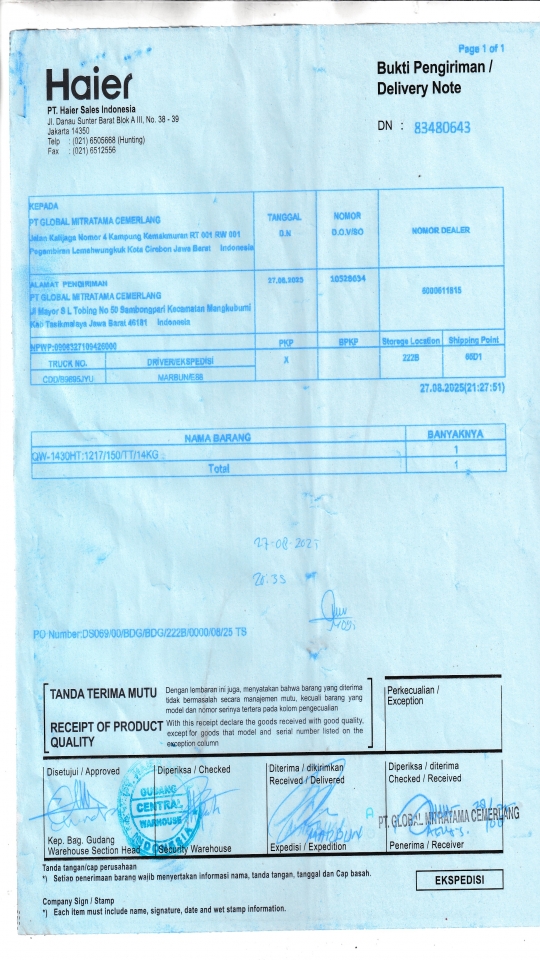 Page 1 of 1
Haier
Bukti Pengiriman /
Delivery Note
PT. Haier Sales Indonesia
Jl. Danau Sunter Barat Blok A III, No. 38 - 39
Jakarta 14350
Telp : (021) 6505668 (Hunting)
Fax : (021) 6512556
DN : 83480643
KEPADA
PT GLOBAL MITRATAMA CEMERLANG
Jalan Kalijaga Nomor 4 Kampung Kemakmuran RT 001 RW 001
Pegambiran Lemahwungkuk Kota Cirebon Jawa Barat Indonesia
TANGGAL
D.N
NOMOR
D.O.V/SO
NOMOR DEALER
ALAMAT PENGIRIMAN
PT GLOBAL MITRATAMA CEMERLANG
Jl Mayor S L Tobing No 50 Sambongpari Kecamatan Mangkubumi
Kab Tasikmalaya Jawa Barat 46181 Indonesia
27.08.2025
10528634
6000611815
NPWP:0908327109426000
PKP
BPKP
Storage Location
Shipping Point
TRUCK NO.
DRIVER/EKSPEDISI
X
222B
65D1
CDD/B9895JYU
MARBUN/ESS
27.08.2025(21:27:51)
NAMA BARANG
BANYAKNYA
QW-1430HT:1217/150/TT/14KG
1
Total
1
27-08-2025
20.35
PO Number:DS069/00/BDG/BDG/222B/0000/08/25 TS
TANDA TERIMA MUTU
Dengan lembaran ini juga, menyatakan bahwa barang yang diterima
tidak bermasalah secara manajemen mutu, kecuali barang yang
model dan nomor serinya tertera pada kolom pengecualian
RECEIPT OF PRODUCT
QUALITY
With this receipt declare the goods received with good quality,
except for goods that model and serial number listed on the
exception column
Perkecualian /
Exception
Disetujui / Approved
Diperiksa / Checked
Diterima / dikirimkan
Received / Delivered
Diperiksa / diterima
Checked / Received
GUDANG
CENTRAL
WAREHOUSE
INDONESIA
PT. GLOBAL MITRATAMA CEMERLANG
Kep. Bag. Gudang
Warehouse Section Head
Security Warehouse
Expedisi / Expedition
Penerima / Receiver
Tanda tangan/cap perusahaan
*) Setiap penerimaan barang wajib menyertakan informasi nama, tanda tangan, tanggal dan Cap basah.
EKSPEDISI
Company Sign / Stamp
*) Each item must include name, signature, date and wet stamp information.